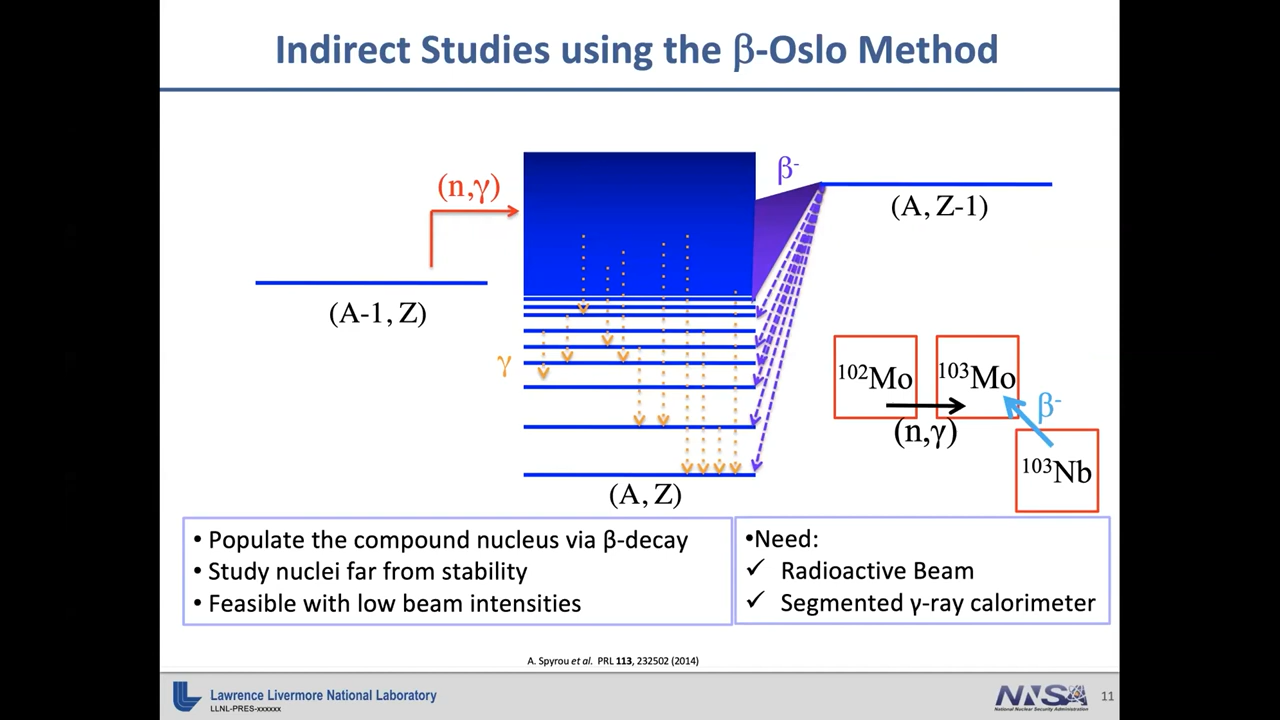 Indirect Studies using the β-Oslo Method
(n,γ)
β-
(A, Z-1)
(A-1, Z)
γ
(A, Z)
102Mo
103Mo
(n,γ)
β-
103Nb
• Populate the compound nucleus via β-decay
• Study nuclei far from stability
• Feasible with low beam intensities
•Need:
✓ Radioactive Beam
✓ Segmented γ-ray calorimeter
A. Spyrou et al. PRL 113, 232502 (2014)
Lawrence Livermore National Laboratory
LLNL-PRES-xxxxxx
NNSA
National Nuclear Security Administration
11